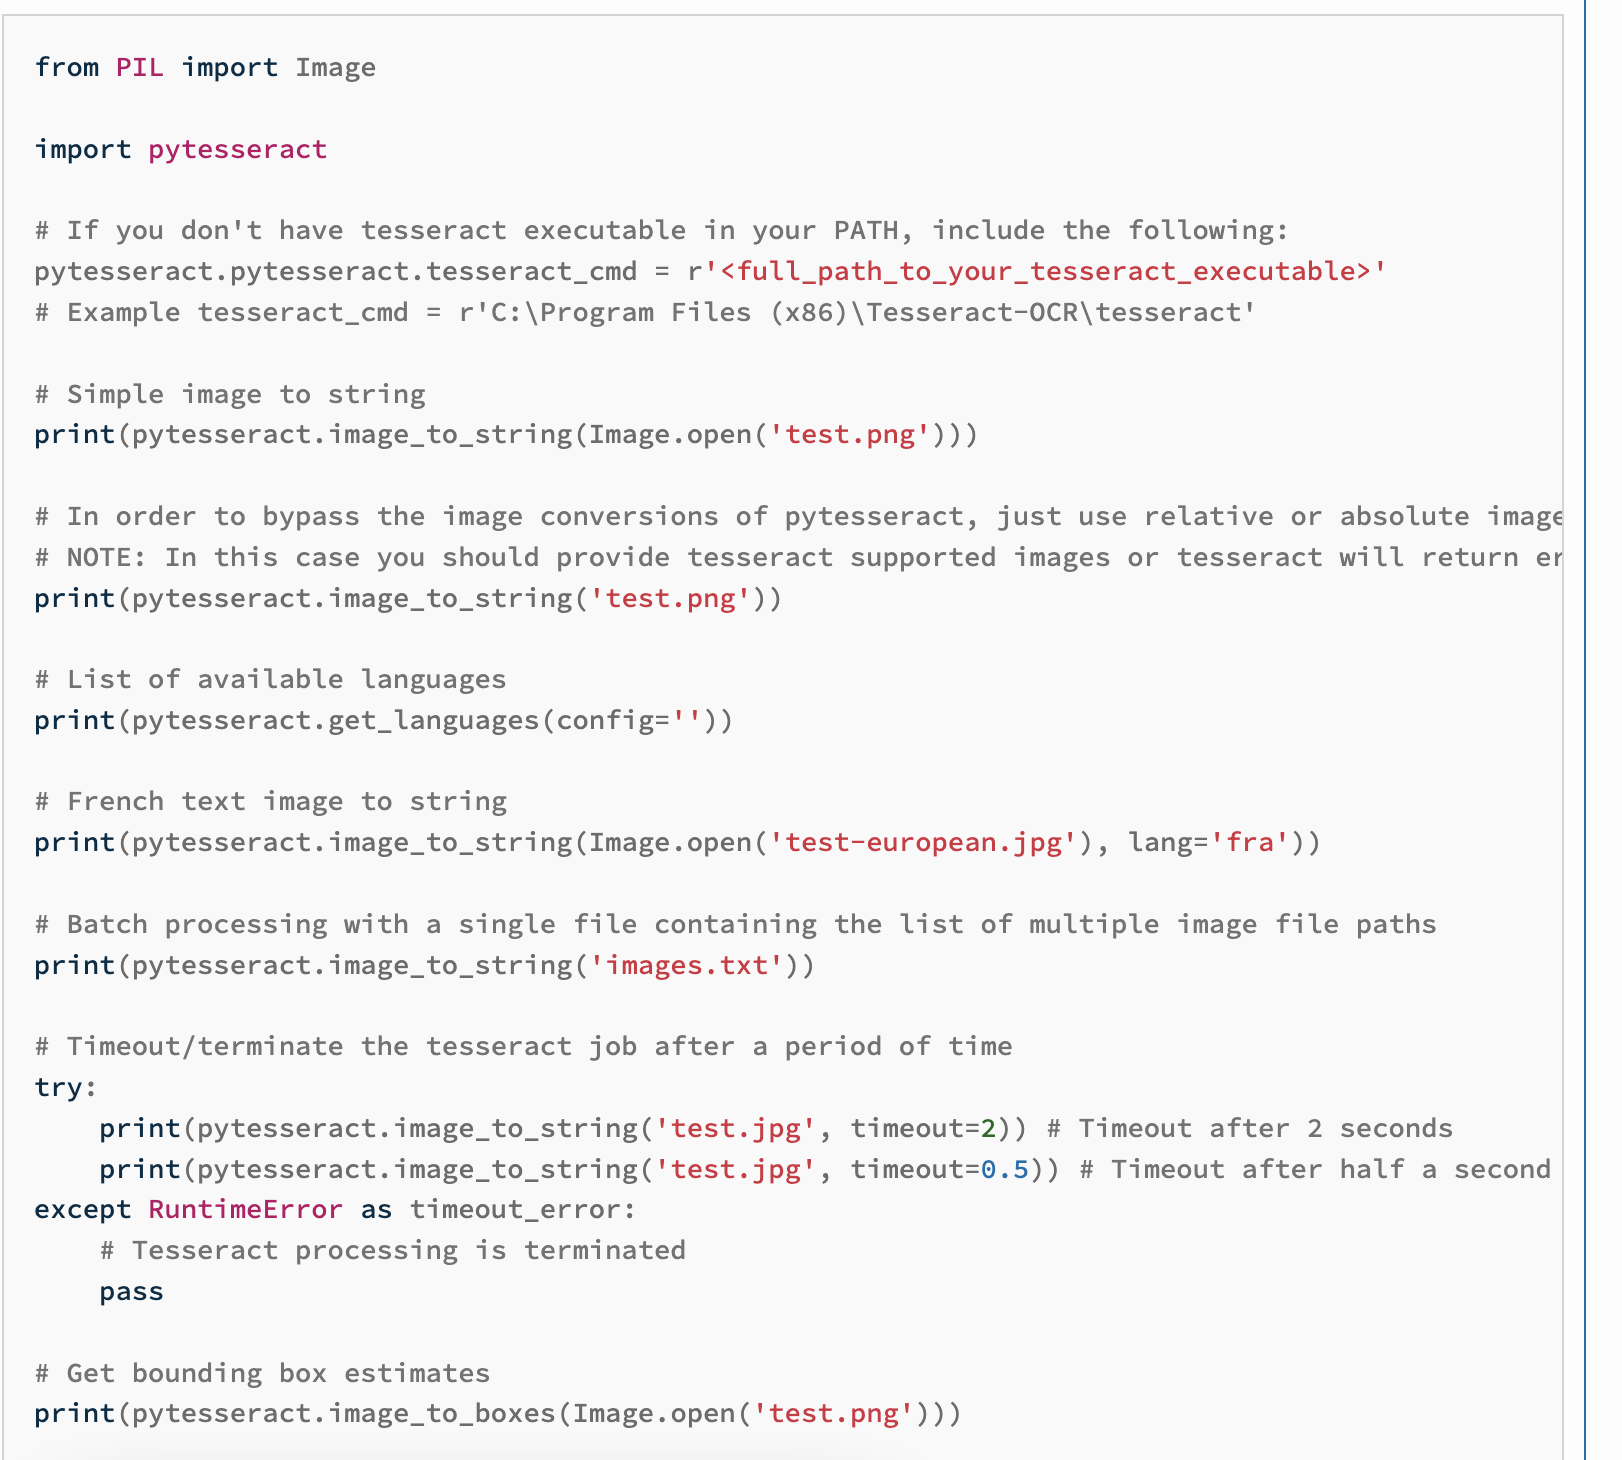 from PIL import Image

import pytesseract

# If you don't have tesseract executable in your PATH, include the following:
pytesseract.pytesseract.tesseract_cmd = r'<full_path_to_your_tesseract_executable>'
# Example tesseract_cmd = r'C:\Program Files (x86)\Tesseract-OCR\tesseract'

# Simple image to string
print(pytesseract.image_to_string(Image.open('test.png')))

# In order to bypass the image conversions of pytesseract, just use relative or absolute image
# NOTE: In this case you should provide tesseract supported images or tesseract will return er
print(pytesseract.image_to_string('test.png'))

# List of available languages
print(pytesseract.get_languages(config=''))

# French text image to string
print(pytesseract.image_to_string(Image.open('test-european.jpg'), lang='fra'))

# Batch processing with a single file containing the list of multiple image file paths
print(pytesseract.image_to_string('images.txt'))

# Timeout/terminate the tesseract job after a period of time
try:
    print(pytesseract.image_to_string('test.jpg', timeout=2)) # Timeout after 2 seconds
    print(pytesseract.image_to_string('test.jpg', timeout=0.5)) # Timeout after half a second
except RuntimeError as timeout_error:
    # Tesseract processing is terminated
    pass

# Get bounding box estimates
print(pytesseract.image_to_boxes(Image.open('test.png')))